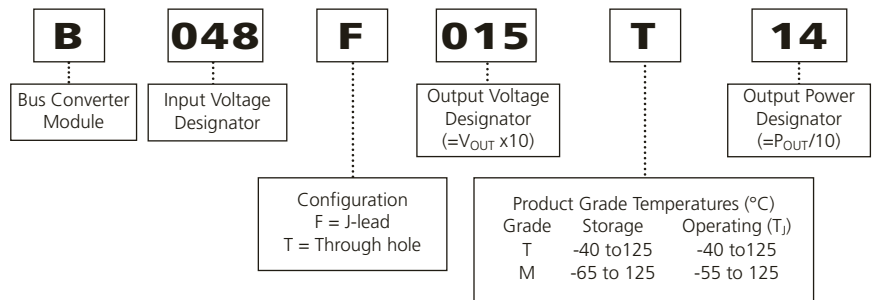 B 048 F 015 T 14
Bus Converter
Module
Input Voltage
Designator
Output Voltage
Designator
(=VOUT x10)
Output Power
Designator
(=POUT/10)
Configuration
F = J-lead
T = Through hole
Product Grade Temperatures (°C)
Grade Storage Operating (TJ)
T -40 to125 -40 to125
M -65 to 125 -55 to 125